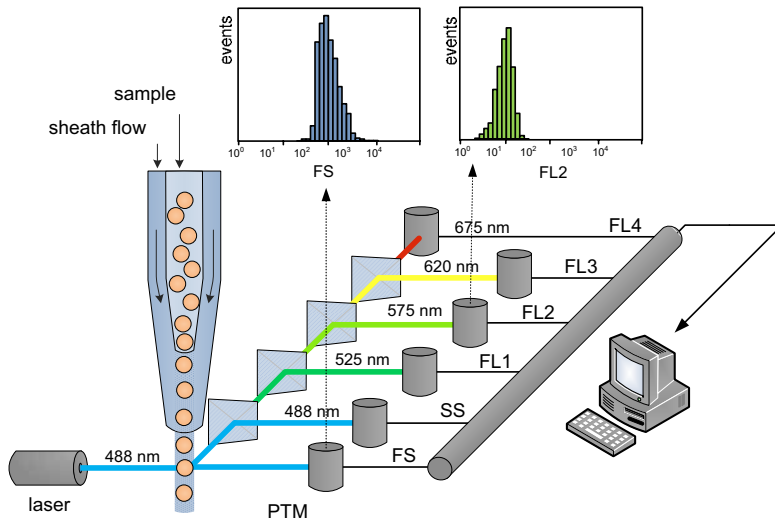 events
10⁰ 10¹ 10² 10³ 10⁴
FS
events
10⁰ 10¹ 10² 10³ 10⁴
FL2
sample
sheath flow
675 nm
FL4
620 nm
FL3
575 nm
FL2
525 nm
FL1
488 nm
SS
488 nm
FS
laser
PTM